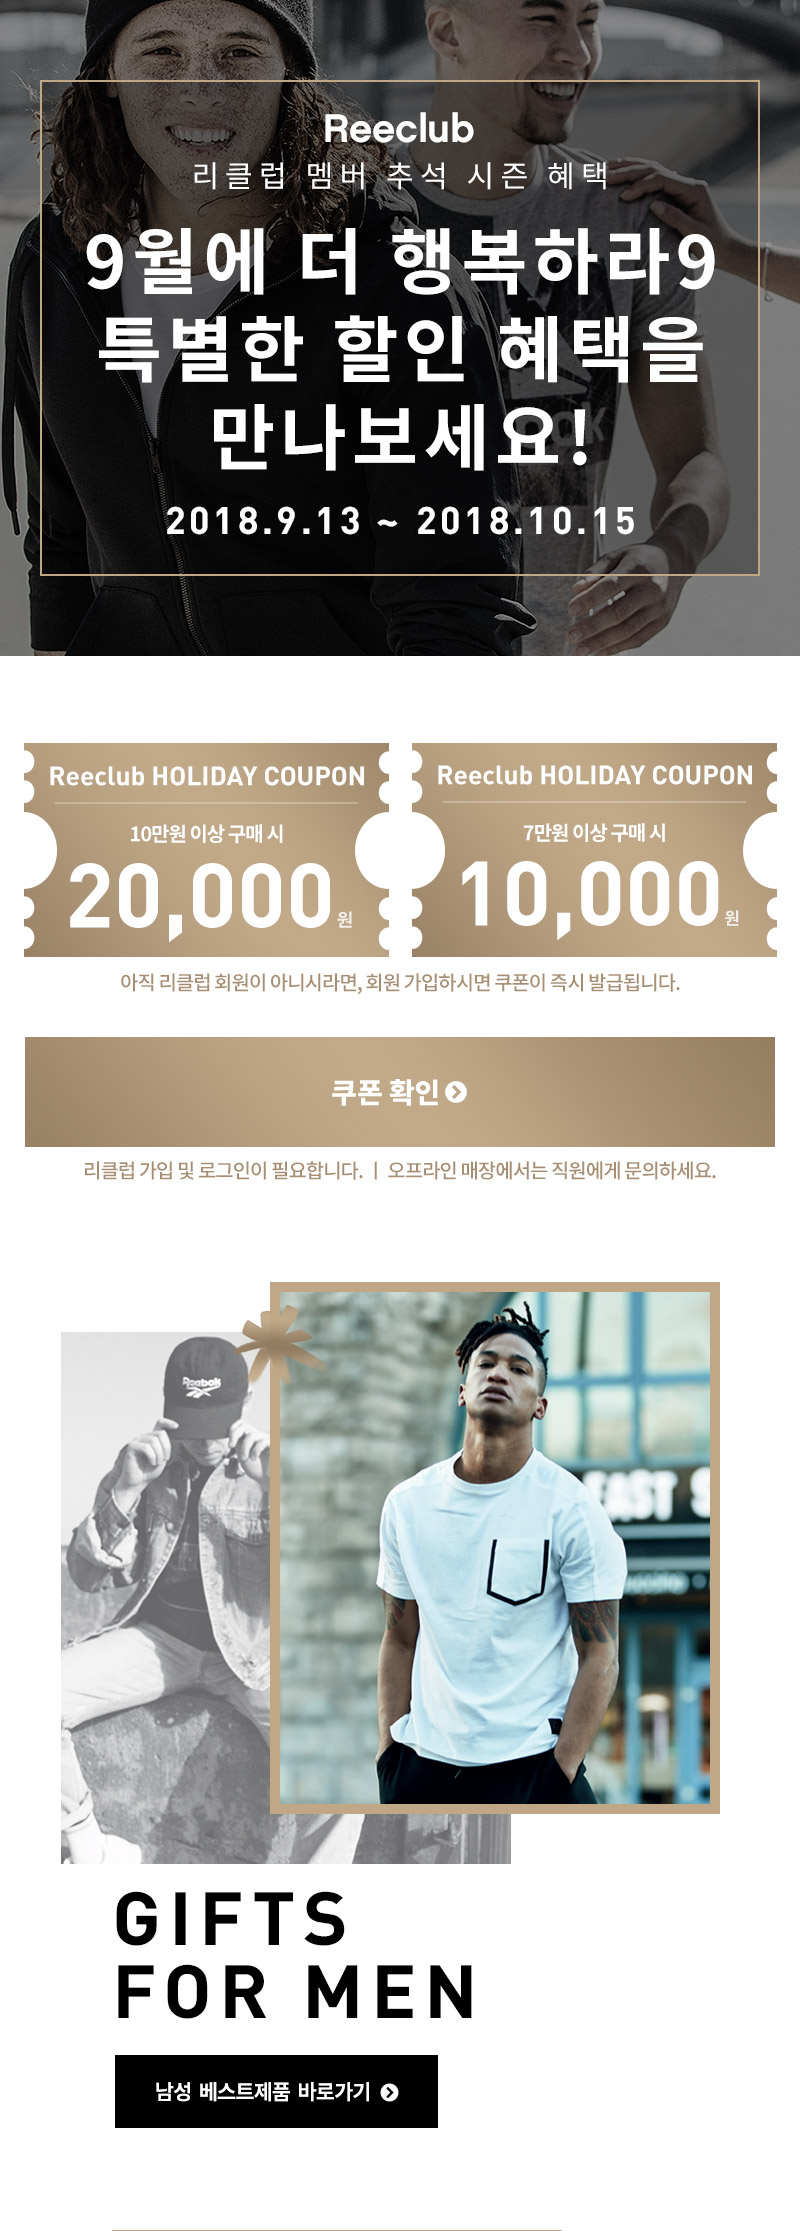 Reeclub
리클럽 멤버 추석 시즌 혜택
9월에 더 행복하라9
특별한 할인 혜택을
만나보세요!
2018.9.13 ~ 2018.10.15
Reeclub HOLIDAY COUPON
10만원 이상 구매 시
20,000원
Reeclub HOLIDAY COUPON
7만원 이상 구매 시
10,000원
아직 리클럽 회원이 아니시라면, 회원 가입하시면 쿠폰이 즉시 발급됩니다.
쿠폰 확인
리클럽 가입 및 로그인이 필요합니다. ㅣ 오프라인 매장에서는 직원에게 문의하세요.
Reebok
EAST S
GIFTS
FOR MEN
남성 베스트제품 바로가기